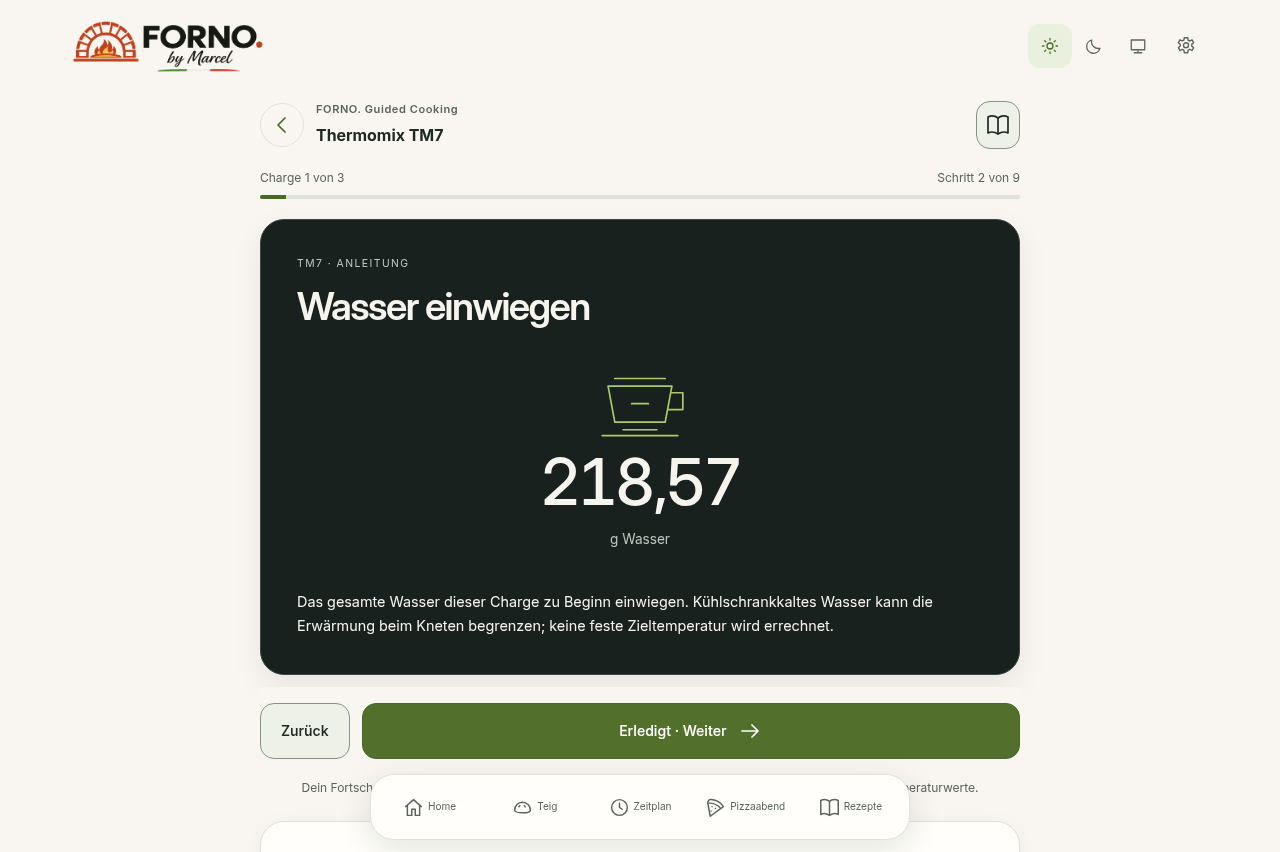 FORNO.
by Marcel
FORNO. Guided Cooking
Thermomix TM7
Charge 1 von 3
Schritt 2 von 9
TM7 · ANLEITUNG
Wasser einwiegen
218,57
g Wasser
Das gesamte Wasser dieser Charge zu Beginn einwiegen. Kühlschrankkaltes Wasser kann die
Erwärmung beim Kneten begrenzen; keine feste Zieltemperatur wird errechnet.
Zurück
Erledigt · Weiter
Dein
Home
Teig
Zeitplan
Pizzaabend
Rezepte